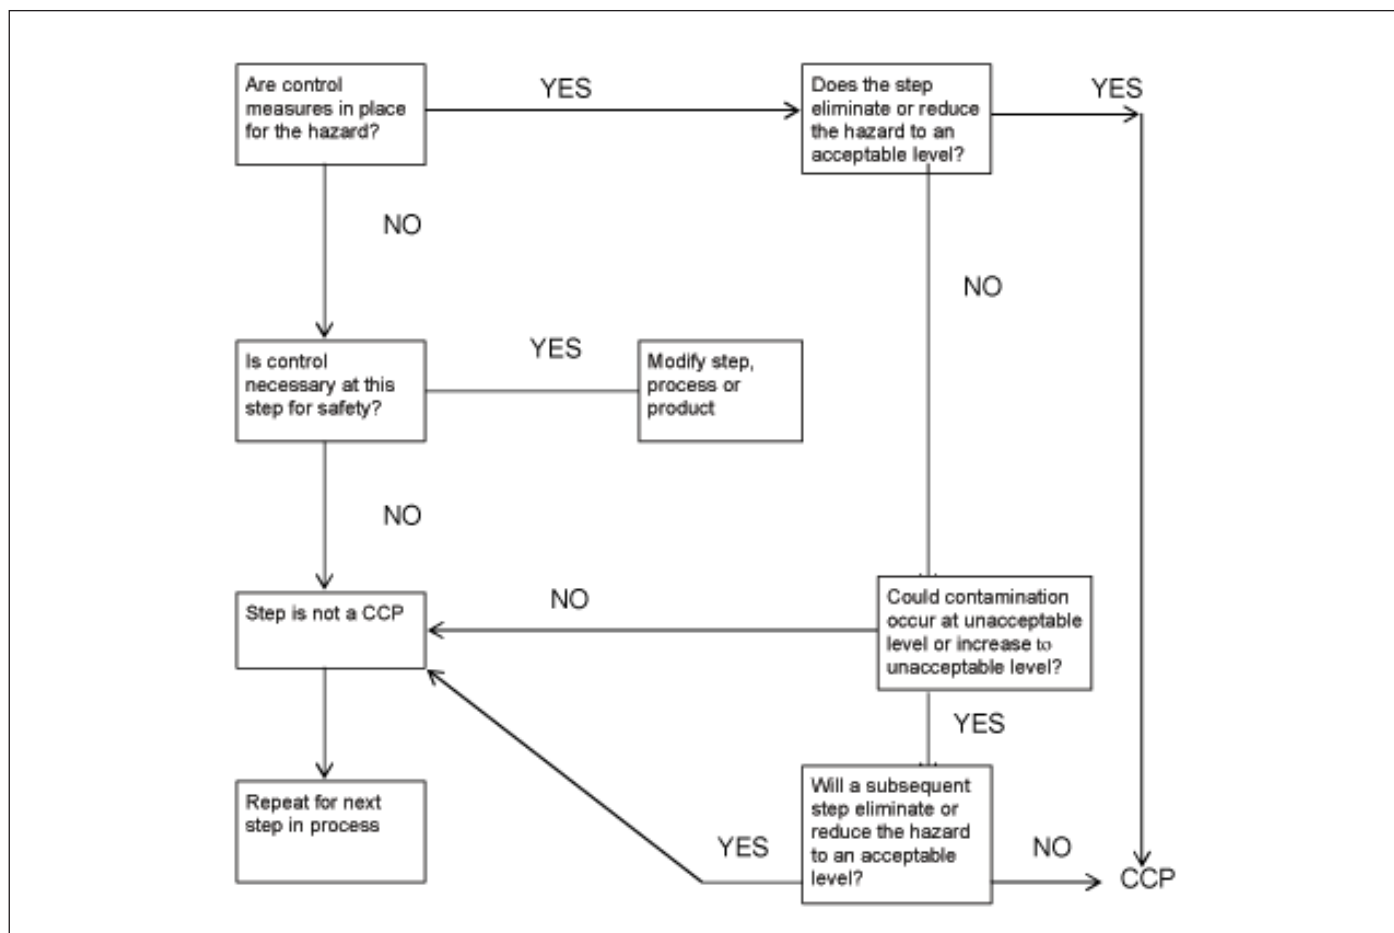 Are control
measures in place
for the hazard?
YES
Does the step
eliminate or reduce
the hazard to an
acceptable level?
YES
NO
NO
Is control
necessary at this
step for safety?
YES
Modify step,
process or
product
NO
Step is not a CCP
NO
Could contamination
occur at unacceptable
level or increase to
unacceptable level?
YES
Repeat for next
step in process
YES
Will a subsequent
step eliminate or
reduce the hazard
to an acceptable
level?
NO
CCP